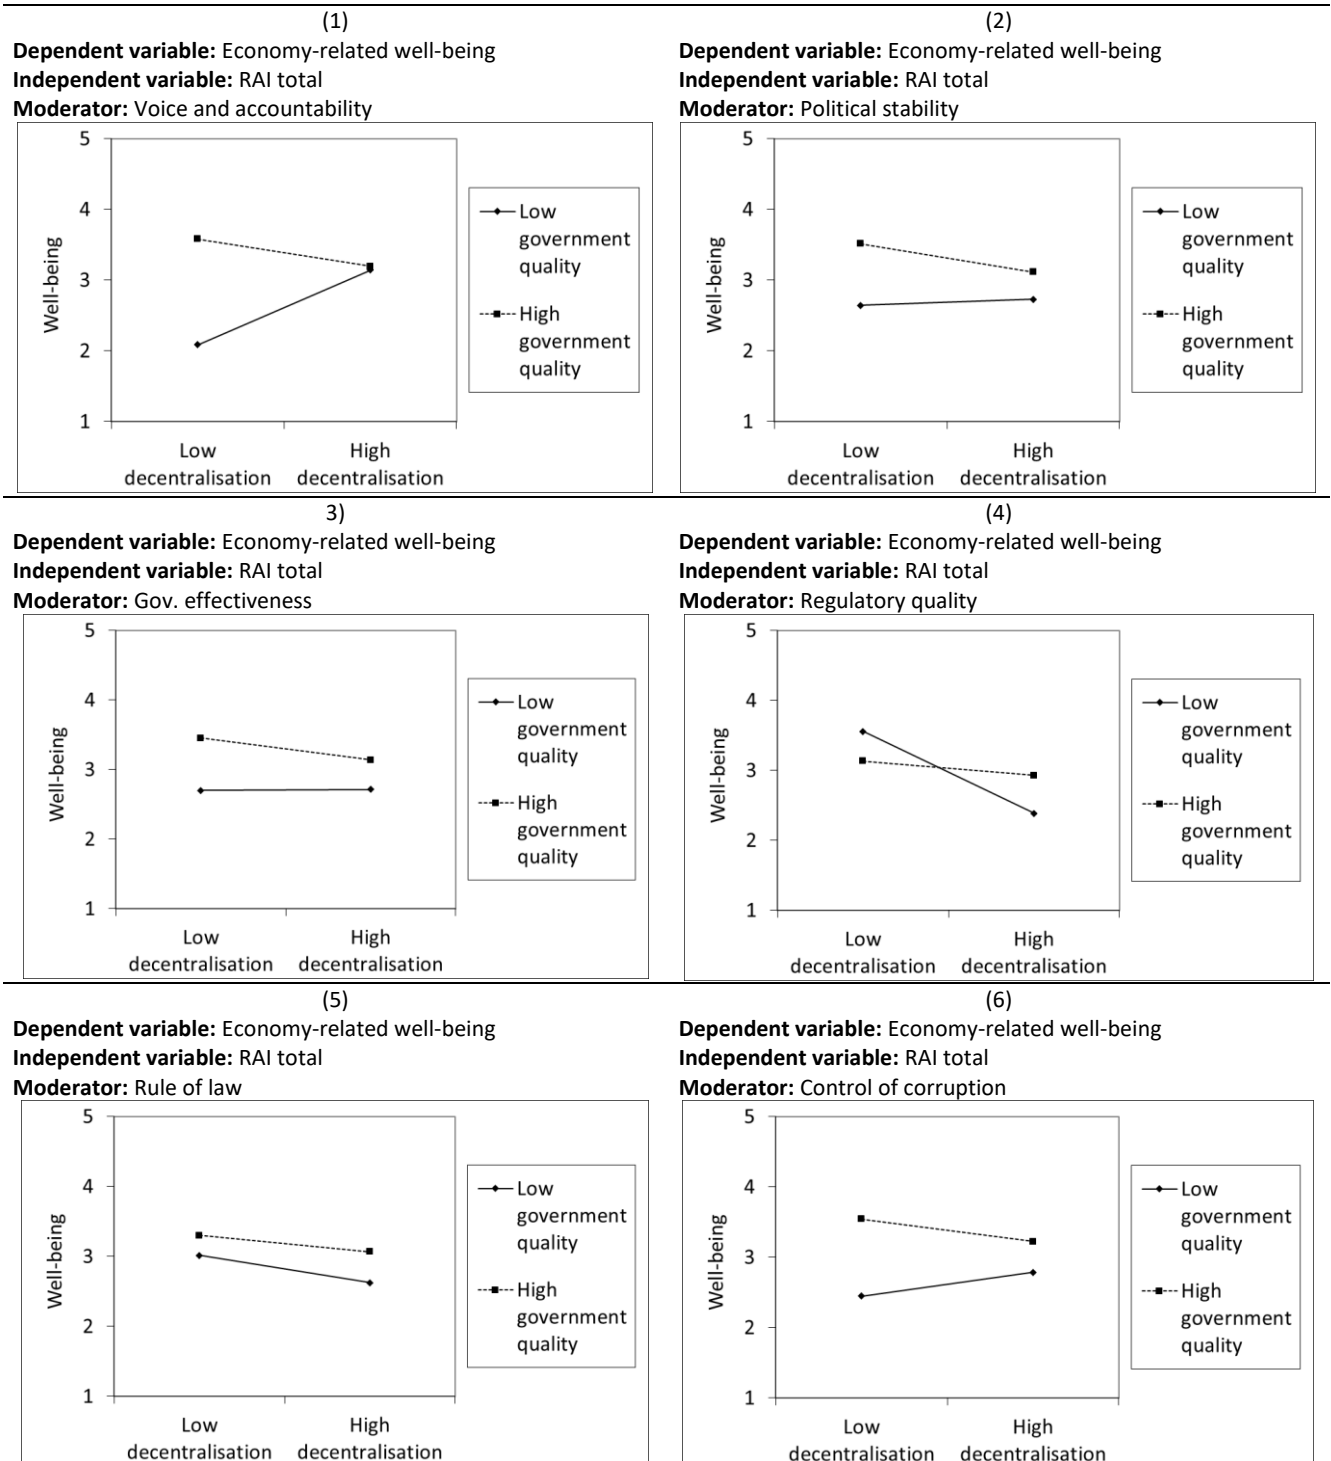 (1)
Dependent variable: Economy-related well-being
Independent variable: RAI total
Moderator: Voice and accountability
5
4
3
2
1
Well-being
Low
decentralisation
High
decentralisation
Low
government
quality
High
government
quality
(2)
Dependent variable: Economy-related well-being
Independent variable: RAI total
Moderator: Political stability
5
4
3
2
1
Well-being
Low
decentralisation
High
decentralisation
Low
government
quality
High
government
quality
3)
Dependent variable: Economy-related well-being
Independent variable: RAI total
Moderator: Gov. effectiveness
5
4
3
2
1
Well-being
Low
decentralisation
High
decentralisation
Low
government
quality
High
government
quality
(4)
Dependent variable: Economy-related well-being
Independent variable: RAI total
Moderator: Regulatory quality
5
4
3
2
1
Well-being
Low
decentralisation
High
decentralisation
Low
government
quality
High
government
quality
(5)
Dependent variable: Economy-related well-being
Independent variable: RAI total
Moderator: Rule of law
5
4
3
2
1
Well-being
Low
decentralisation
High
decentralisation
Low
government
quality
High
government
quality
(6)
Dependent variable: Economy-related well-being
Independent variable: RAI total
Moderator: Control of corruption
5
4
3
2
1
Well-being
Low
decentralisation
High
decentralisation
Low
government
quality
High
government
quality